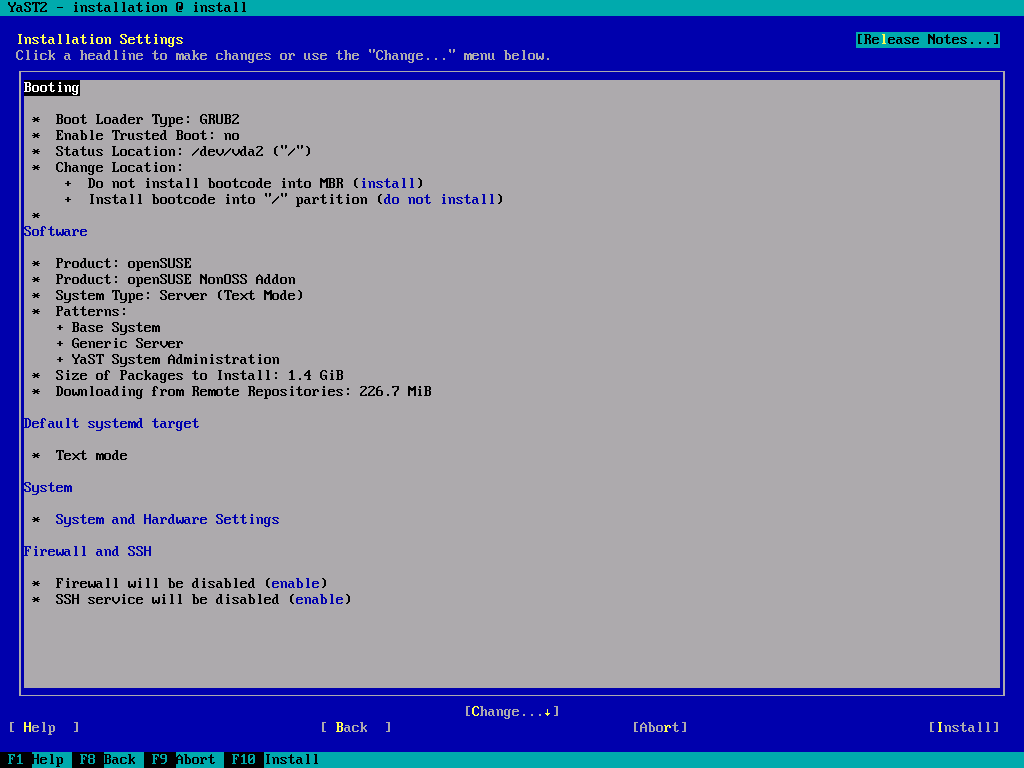 YaST2 - installation @ install
Installation Settings [Release Notes...]
Click a headline to make changes or use the "Change..." menu below.
Booting
* Boot Loader Type: GRUB2
* Enable Trusted Boot: no
* Status Location: /dev/vda2 ("/")
* Change Location:
+ Do not install bootcode into MBR (install)
+ Install bootcode into "/" partition (do not install)
*
Software
* Product: openSUSE
* Product: openSUSE NonOSS Addon
* System Type: Server (Text Mode)
* Patterns:
+ Base System
+ Generic Server
+ YaST System Administration
* Size of Packages to Install: 1.4 GiB
* Downloading from Remote Repositories: 226.7 MiB
Default systemd target
* Text mode
System
* System and Hardware Settings
Firewall and SSH
* Firewall will be disabled (enable)
* SSH service will be disabled (enable)
[Change...↓]
[ Help ] [ Back ] [Abort] [Install]
F1 Help F8 Back F9 Abort F10 Install